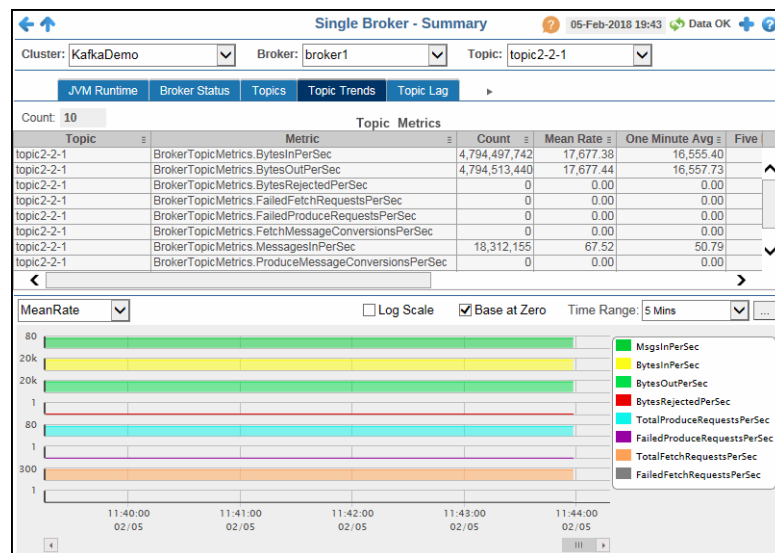 Single Broker - Summary ? 05-Feb-2018 19:43 Data OK ?
Cluster: KafkaDemo Broker: broker1 Topic: topic2-2-1
JVM Runtime Broker Status Topics Topic Trends Topic Lag
Count: 10 Topic Metrics
Topic Metric Count Mean Rate One Minute Avg Five
topic2-2-1 BrokerTopicMetrics.BytesInPerSec 4,794,497,742 17,677.38 16,555.40
topic2-2-1 BrokerTopicMetrics.BytesOutPerSec 4,794,513,440 17,677.44 16,557.73
topic2-2-1 BrokerTopicMetrics.BytesRejectedPerSec 0 0.00 0.00
topic2-2-1 BrokerTopicMetrics.FailedFetchRequestsPerSec 0 0.00 0.00
topic2-2-1 BrokerTopicMetrics.FailedProduceRequestsPerSec 0 0.00 0.00
topic2-2-1 BrokerTopicMetrics.FetchMessageConversionsPerSec 0 0.00 0.00
topic2-2-1 BrokerTopicMetrics.MessagesInPerSec 18,312,155 67.52 50.79
topic2-2-1 BrokerTopicMetrics.ProduceMessageConversionsPerSec 0 0.00 0.00
MeanRate Log Scale Base at Zero Time Range: 5 Mins ...
80
20k
20k
1
80
1
300
1
MsgsInPerSec
BytesInPerSec
BytesOutPerSec
BytesRejectedPerSec
TotalProduceRequestsPerSec
FailedProduceRequestsPerSec
TotalFetchRequestsPerSec
FailedFetchRequestsPerSec
11:40:00 11:41:00 11:42:00 11:43:00 11:44:00
02/05 02/05 02/05 02/05 02/05